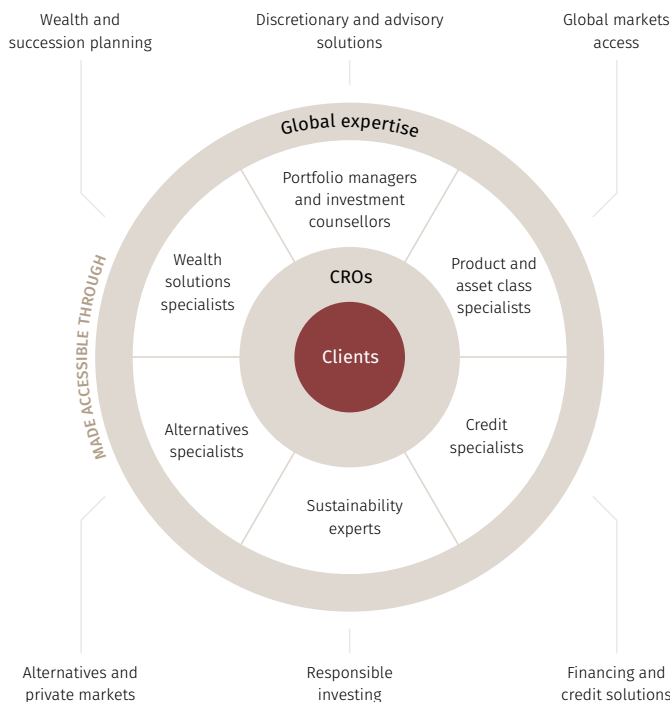 Wealth and
succession planning
Discretionary and advisory
solutions
Global markets
access
Global expertise
Portfolio managers
and investment
counsellors
Wealth
solutions
specialists
CROs
Product and
asset class
specialists
MADE ACCESSIBLE THROUGH
Clients
Alternatives
specialists
Credit
specialists
Sustainability
experts
Alternatives and
private markets
Responsible
investing
Financing and
credit solutions